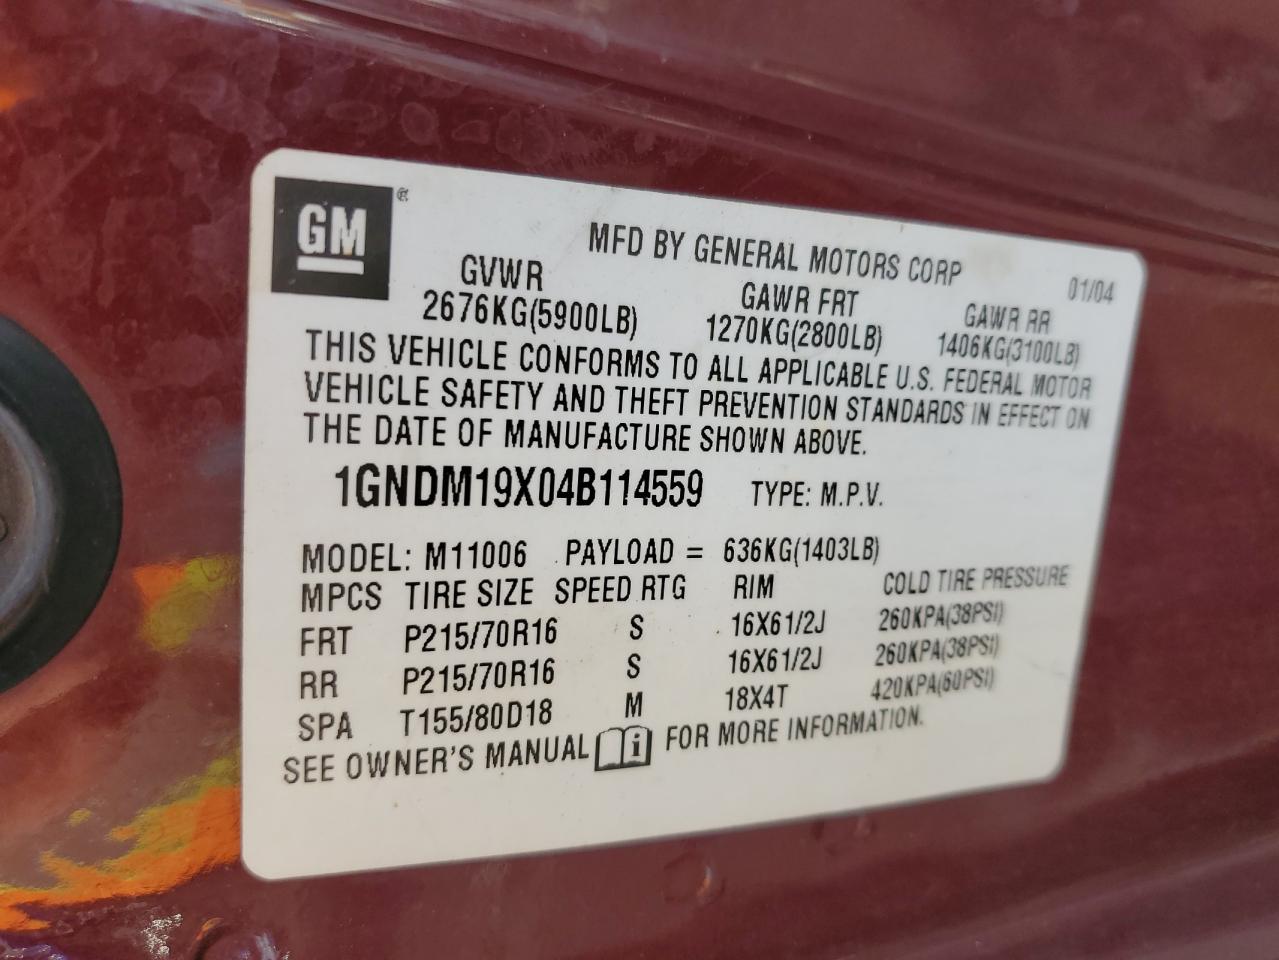 GM®
MFD BY GENERAL MOTORS CORP 01/04
GVWR GAWR FRT GAWR RR
2676KG(5900LB) 1270KG(2800LB) 1406KG(3100LB)
THIS VEHICLE CONFORMS TO ALL APPLICABLE U.S. FEDERAL MOTOR
VEHICLE SAFETY AND THEFT PREVENTION STANDARDS IN EFFECT ON
THE DATE OF MANUFACTURE SHOWN ABOVE.
1GNDM19X04B114559 TYPE: M.P.V.
MODEL: M11006 PAYLOAD = 636KG(1403LB)
MPCS TIRE SIZE SPEED RTG RIM COLD TIRE PRESSURE
FRT P215/70R16 S 16X61/2J 260KPA(38PSI)
RR P215/70R16 S 16X61/2J 260KPA(38PSI)
SPA T155/80D18 M 18X4T 420KPA(60PSI)
SEE OWNER'S MANUAL i FOR MORE INFORMATION.